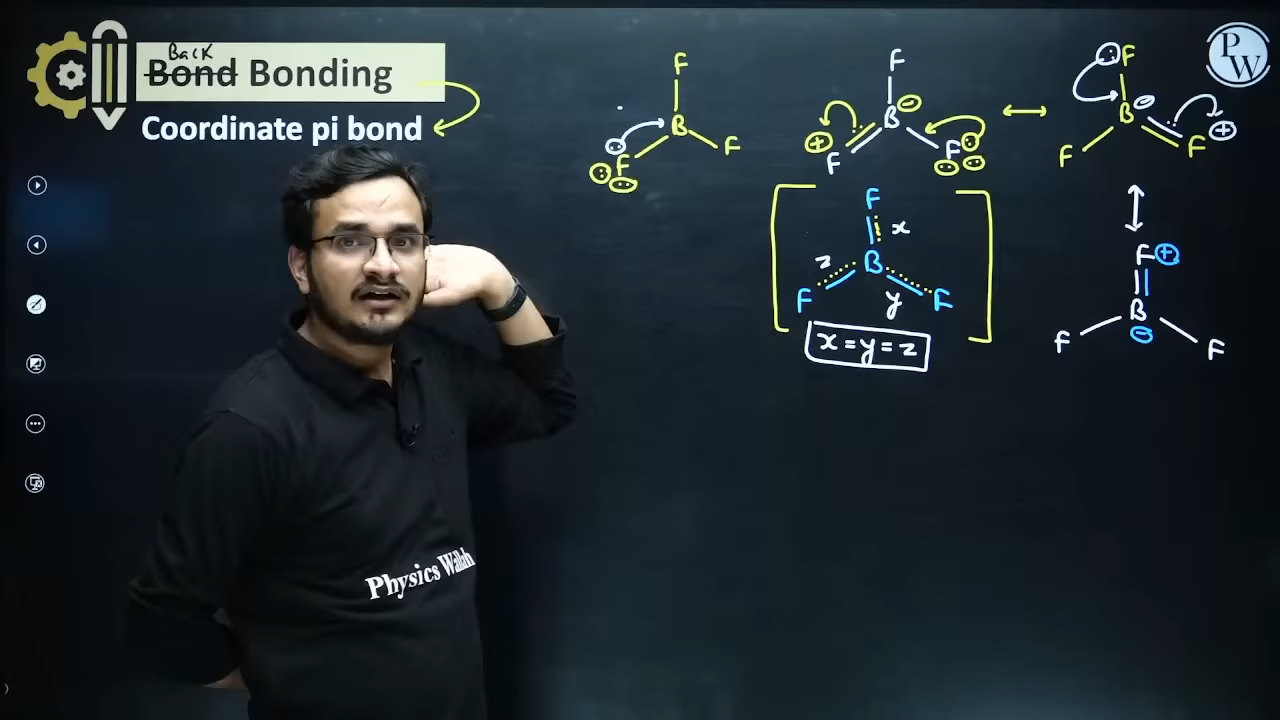 Back
Bond Bonding
Coordinate pi bond
PW
F
B
F
F
F
B ⊖
⊕
F
F
↔
F
B ⊖
F
F
⊕
F
x
B
z
y
F
F
x = y = z
F ⊕
B
⊖
F
F
Physics Wallah